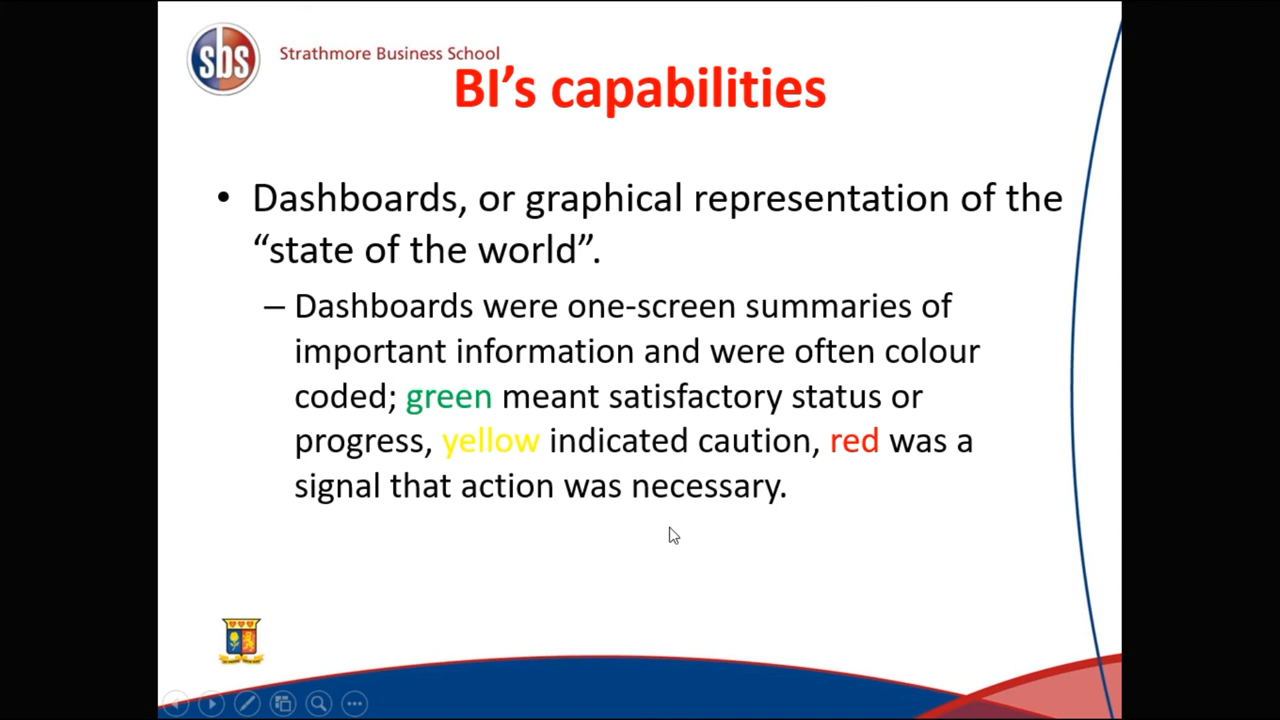 sbs
Strathmore Business School
BI’s capabilities
• Dashboards, or graphical representation of the
“state of the world”.
– Dashboards were one-screen summaries of
important information and were often colour
coded; green meant satisfactory status or
progress, yellow indicated caution, red was a
signal that action was necessary.